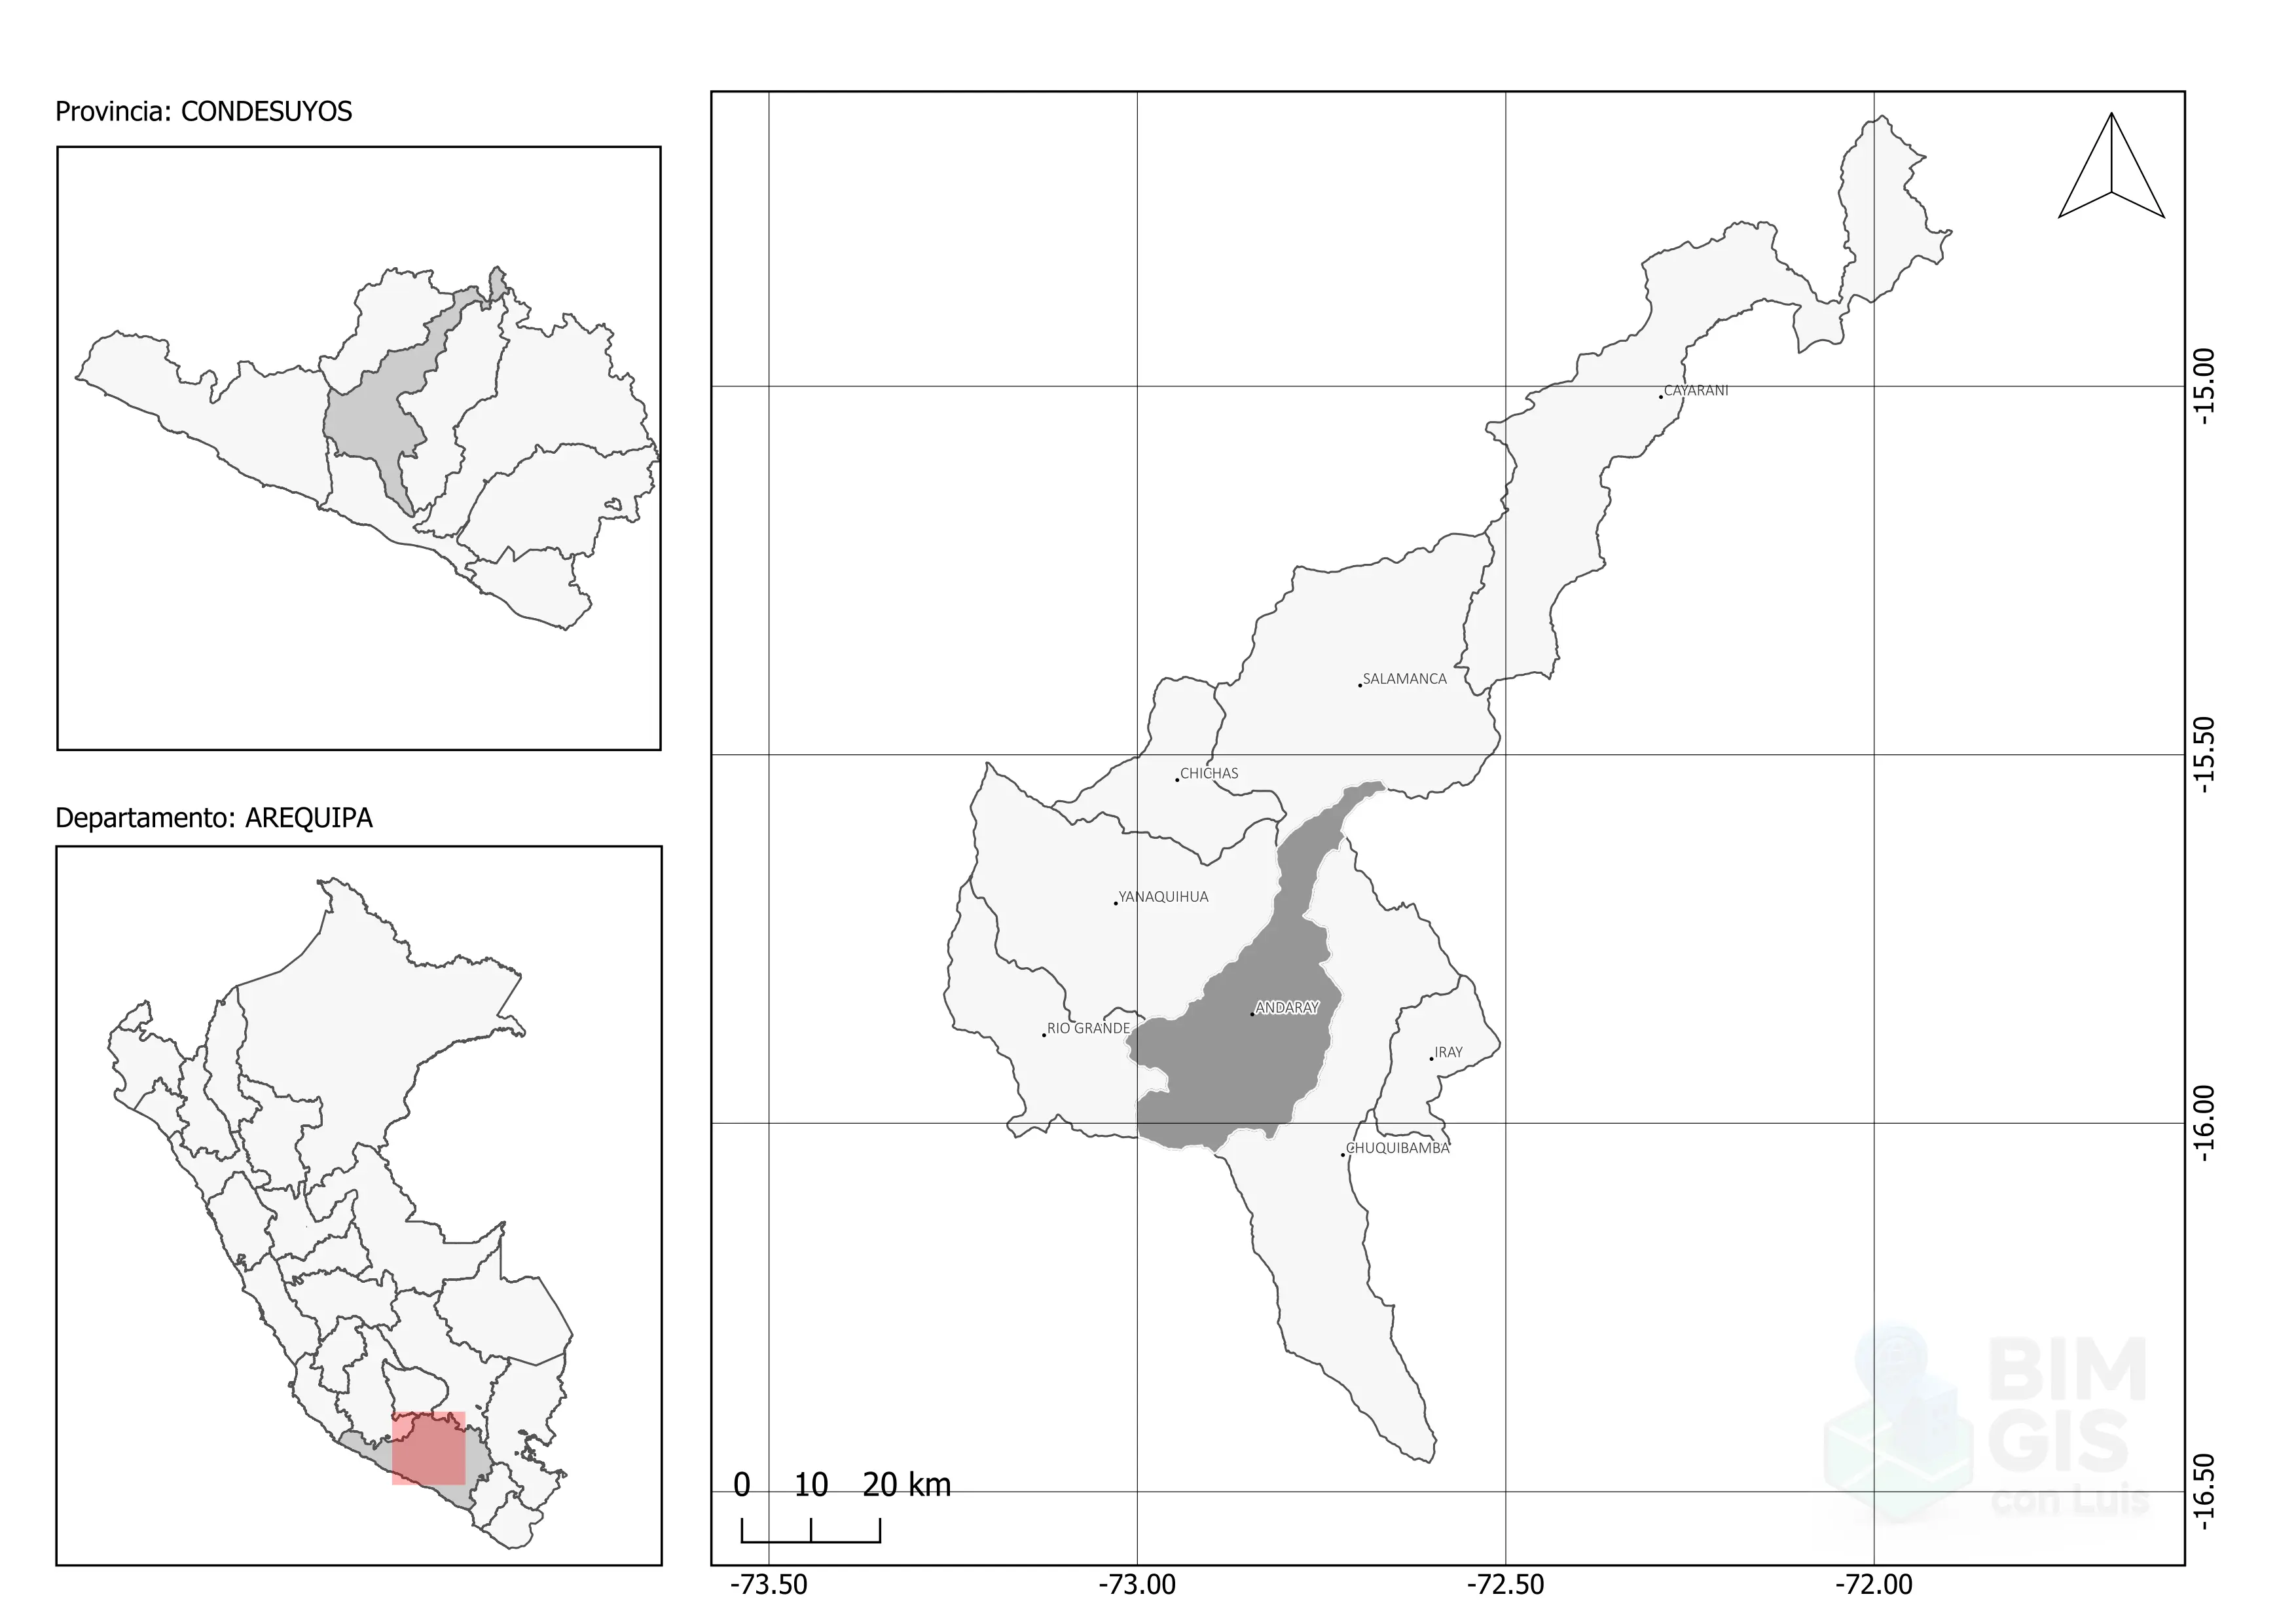 Provincia: CONDESUYOS
Departamento: AREQUIPA
CAYARANI
SALAMANCA
CHICHAS
YANAQUIHUA
ANDARAY
RIO GRANDE
IRAY
CHUQUIBAMBA
-15.00
-15.50
-16.00
-16.50
0 10 20 km
-73.50 -73.00 -72.50 -72.00
BIM
GIS
con Luis